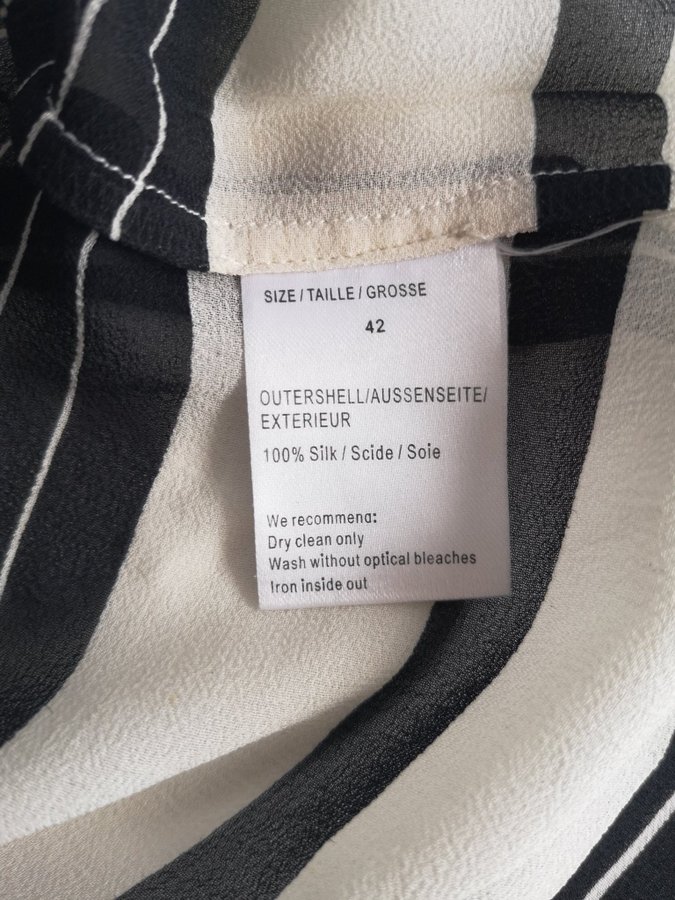 SIZE / TAILLE / GROSSE
42
OUTERSHELL/AUSSENSEITE/
EXTERIEUR
100% Silk / Scide / Soie
We recommend:
Dry clean only
Wash without optical bleaches
Iron inside out